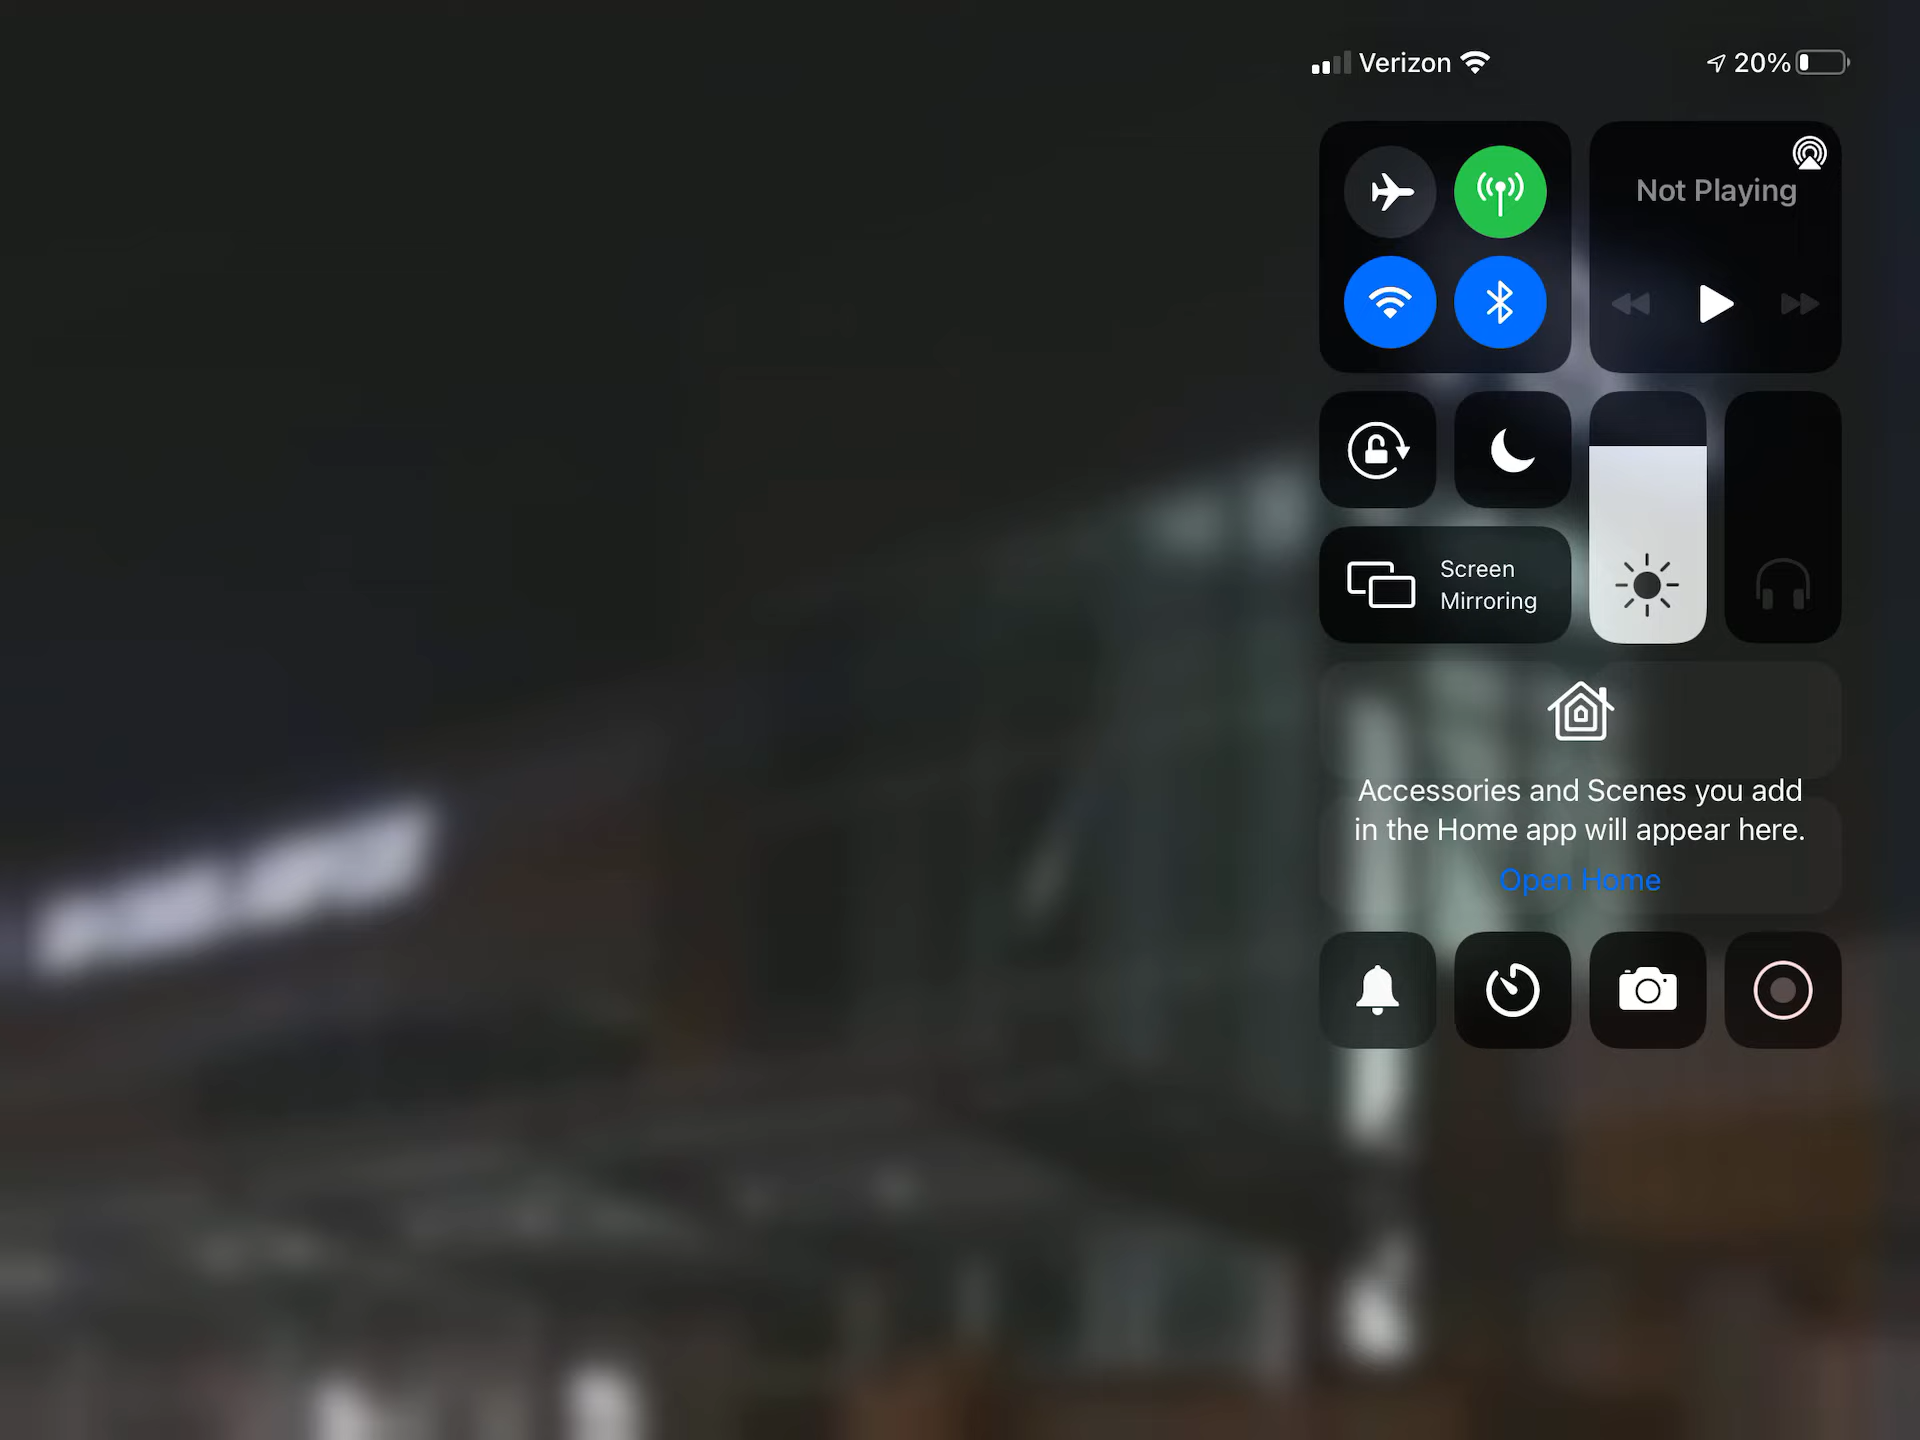 Verizon 20%
Not Playing
Screen
Mirroring
Accessories and Scenes you add
in the Home app will appear here.
Open Home